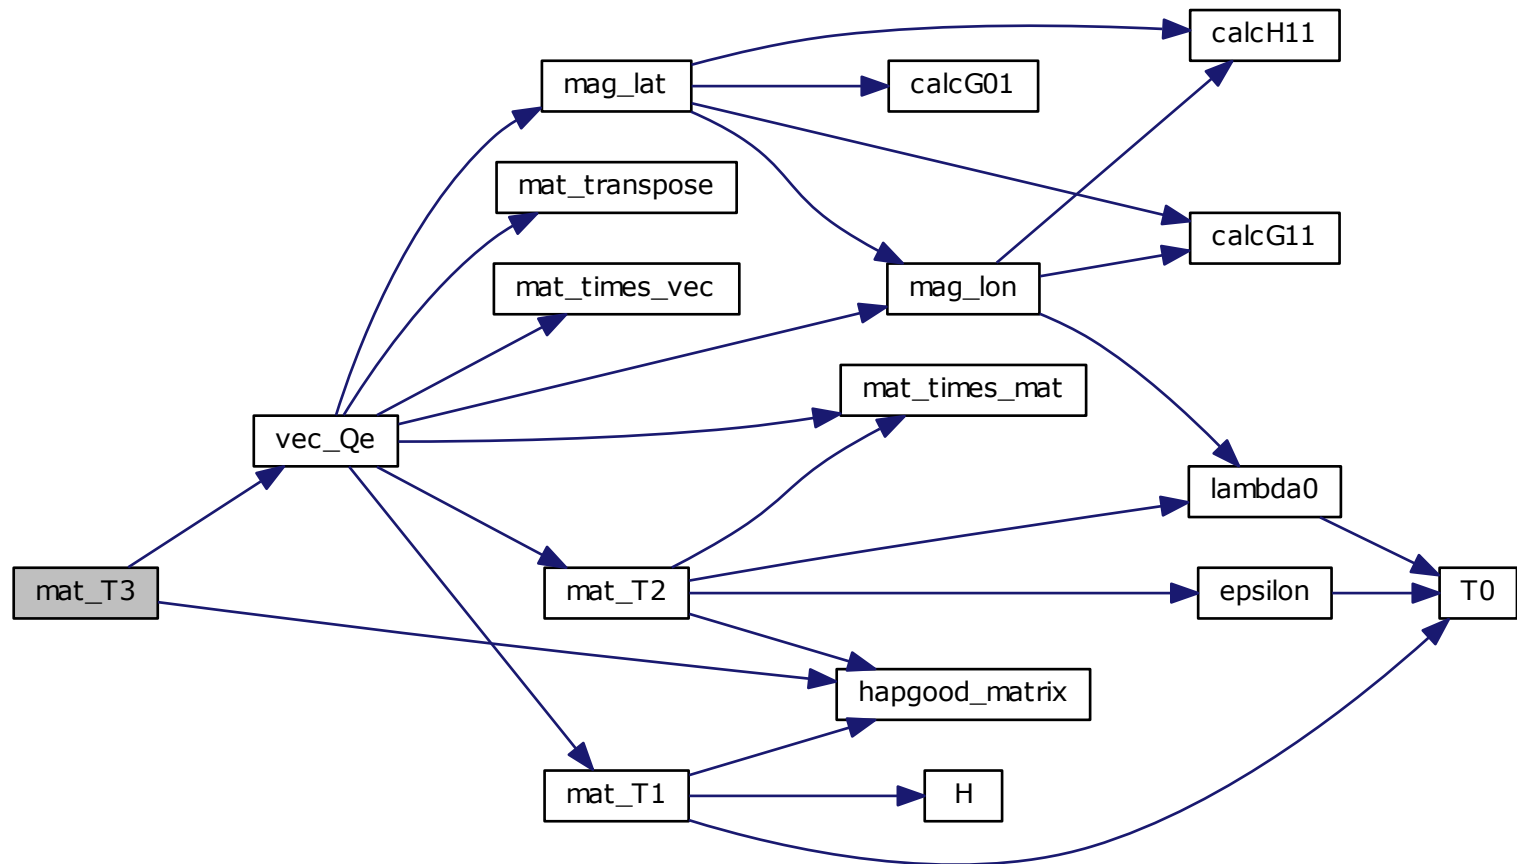 calcH11
mag_lat
calcG01
mat_transpose
calcG11
mat_times_vec
mag_lon
mat_times_mat
vec_Qe
lambda0
mat_T3
mat_T2
epsilon
T0
hapgood_matrix
mat_T1
H